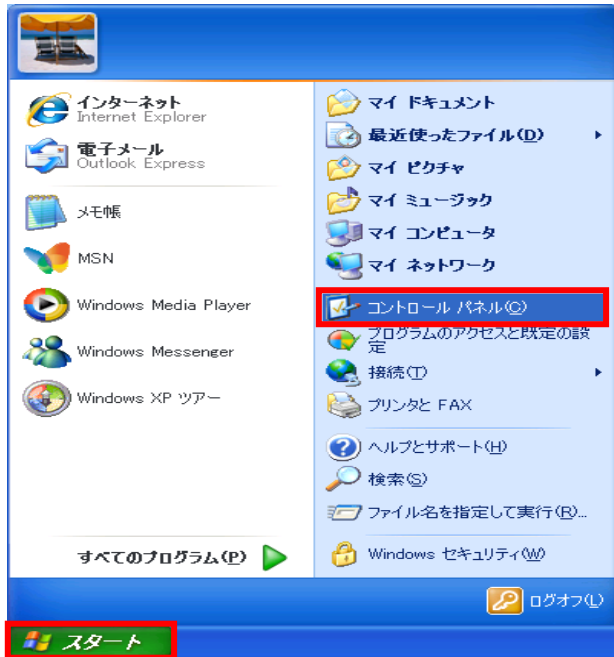 インターネット
Internet Explorer
電子メール
Outlook Express
メモ帳
MSN
Windows Media Player
Windows Messenger
Windows XP ツアー
すべてのプログラム(P)
マイ ドキュメント
最近使ったファイル(D)
マイ ピクチャ
マイ ミュージック
マイ コンピュータ
マイ ネットワーク
コントロール パネル(C)
プログラムのアクセスと既定の設
定
接続(T)
プリンタと FAX
ヘルプとサポート(H)
検索(S)
ファイル名を指定して実行(R)...
Windows セキュリティ(W)
ログオフ(L)
スタート